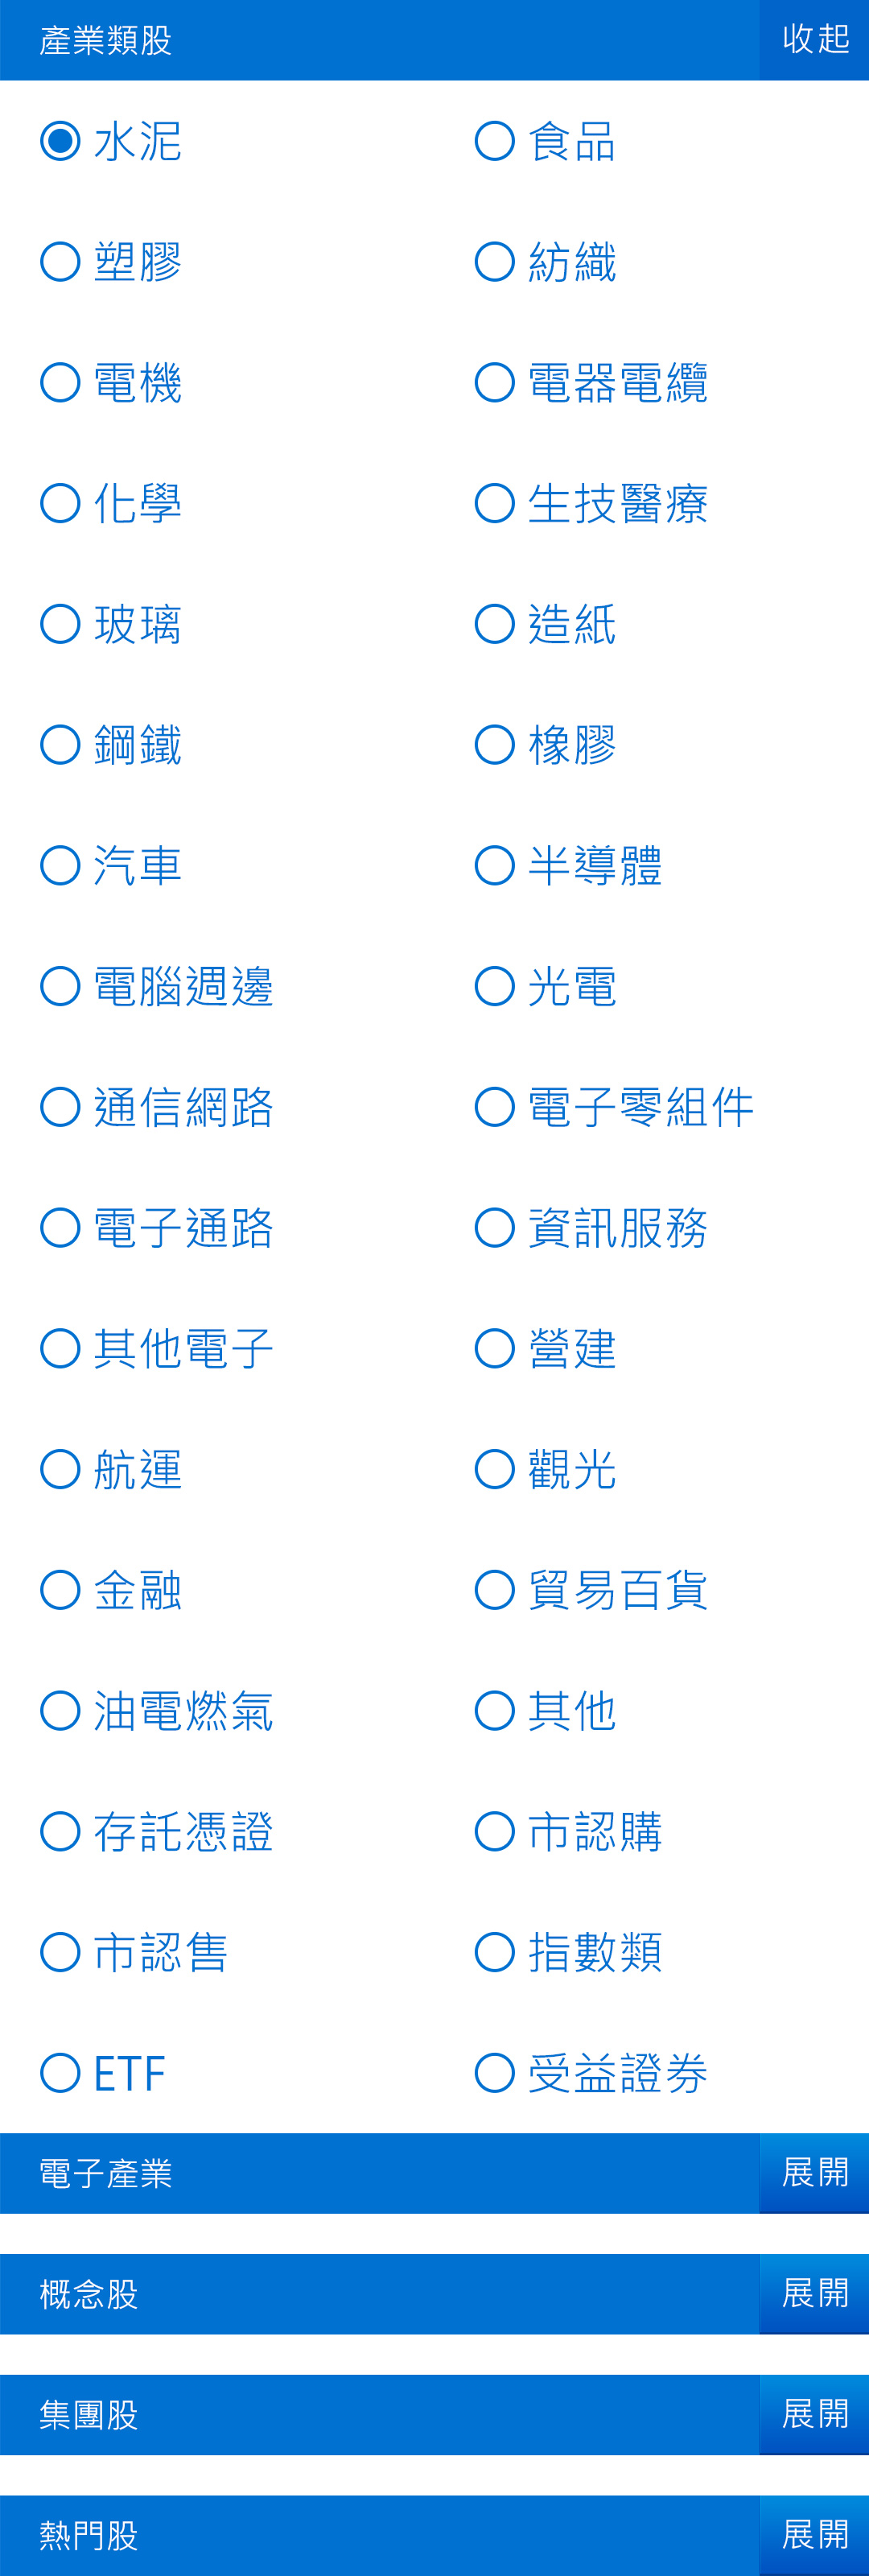 產業類股 收起
水泥 食品
塑膠 紡織
電機 電器電纜
化學 生技醫療
玻璃 造紙
鋼鐵 橡膠
汽車 半導體
電腦週邊 光電
通信網路 電子零組件
電子通路 資訊服務
其他電子 營建
航運 觀光
金融 貿易百貨
油電燃氣 其他
存託憑證 市認購
市認售 指數類
ETF 受益證券
電子產業 展開
概念股 展開
集團股 展開
熱門股 展開